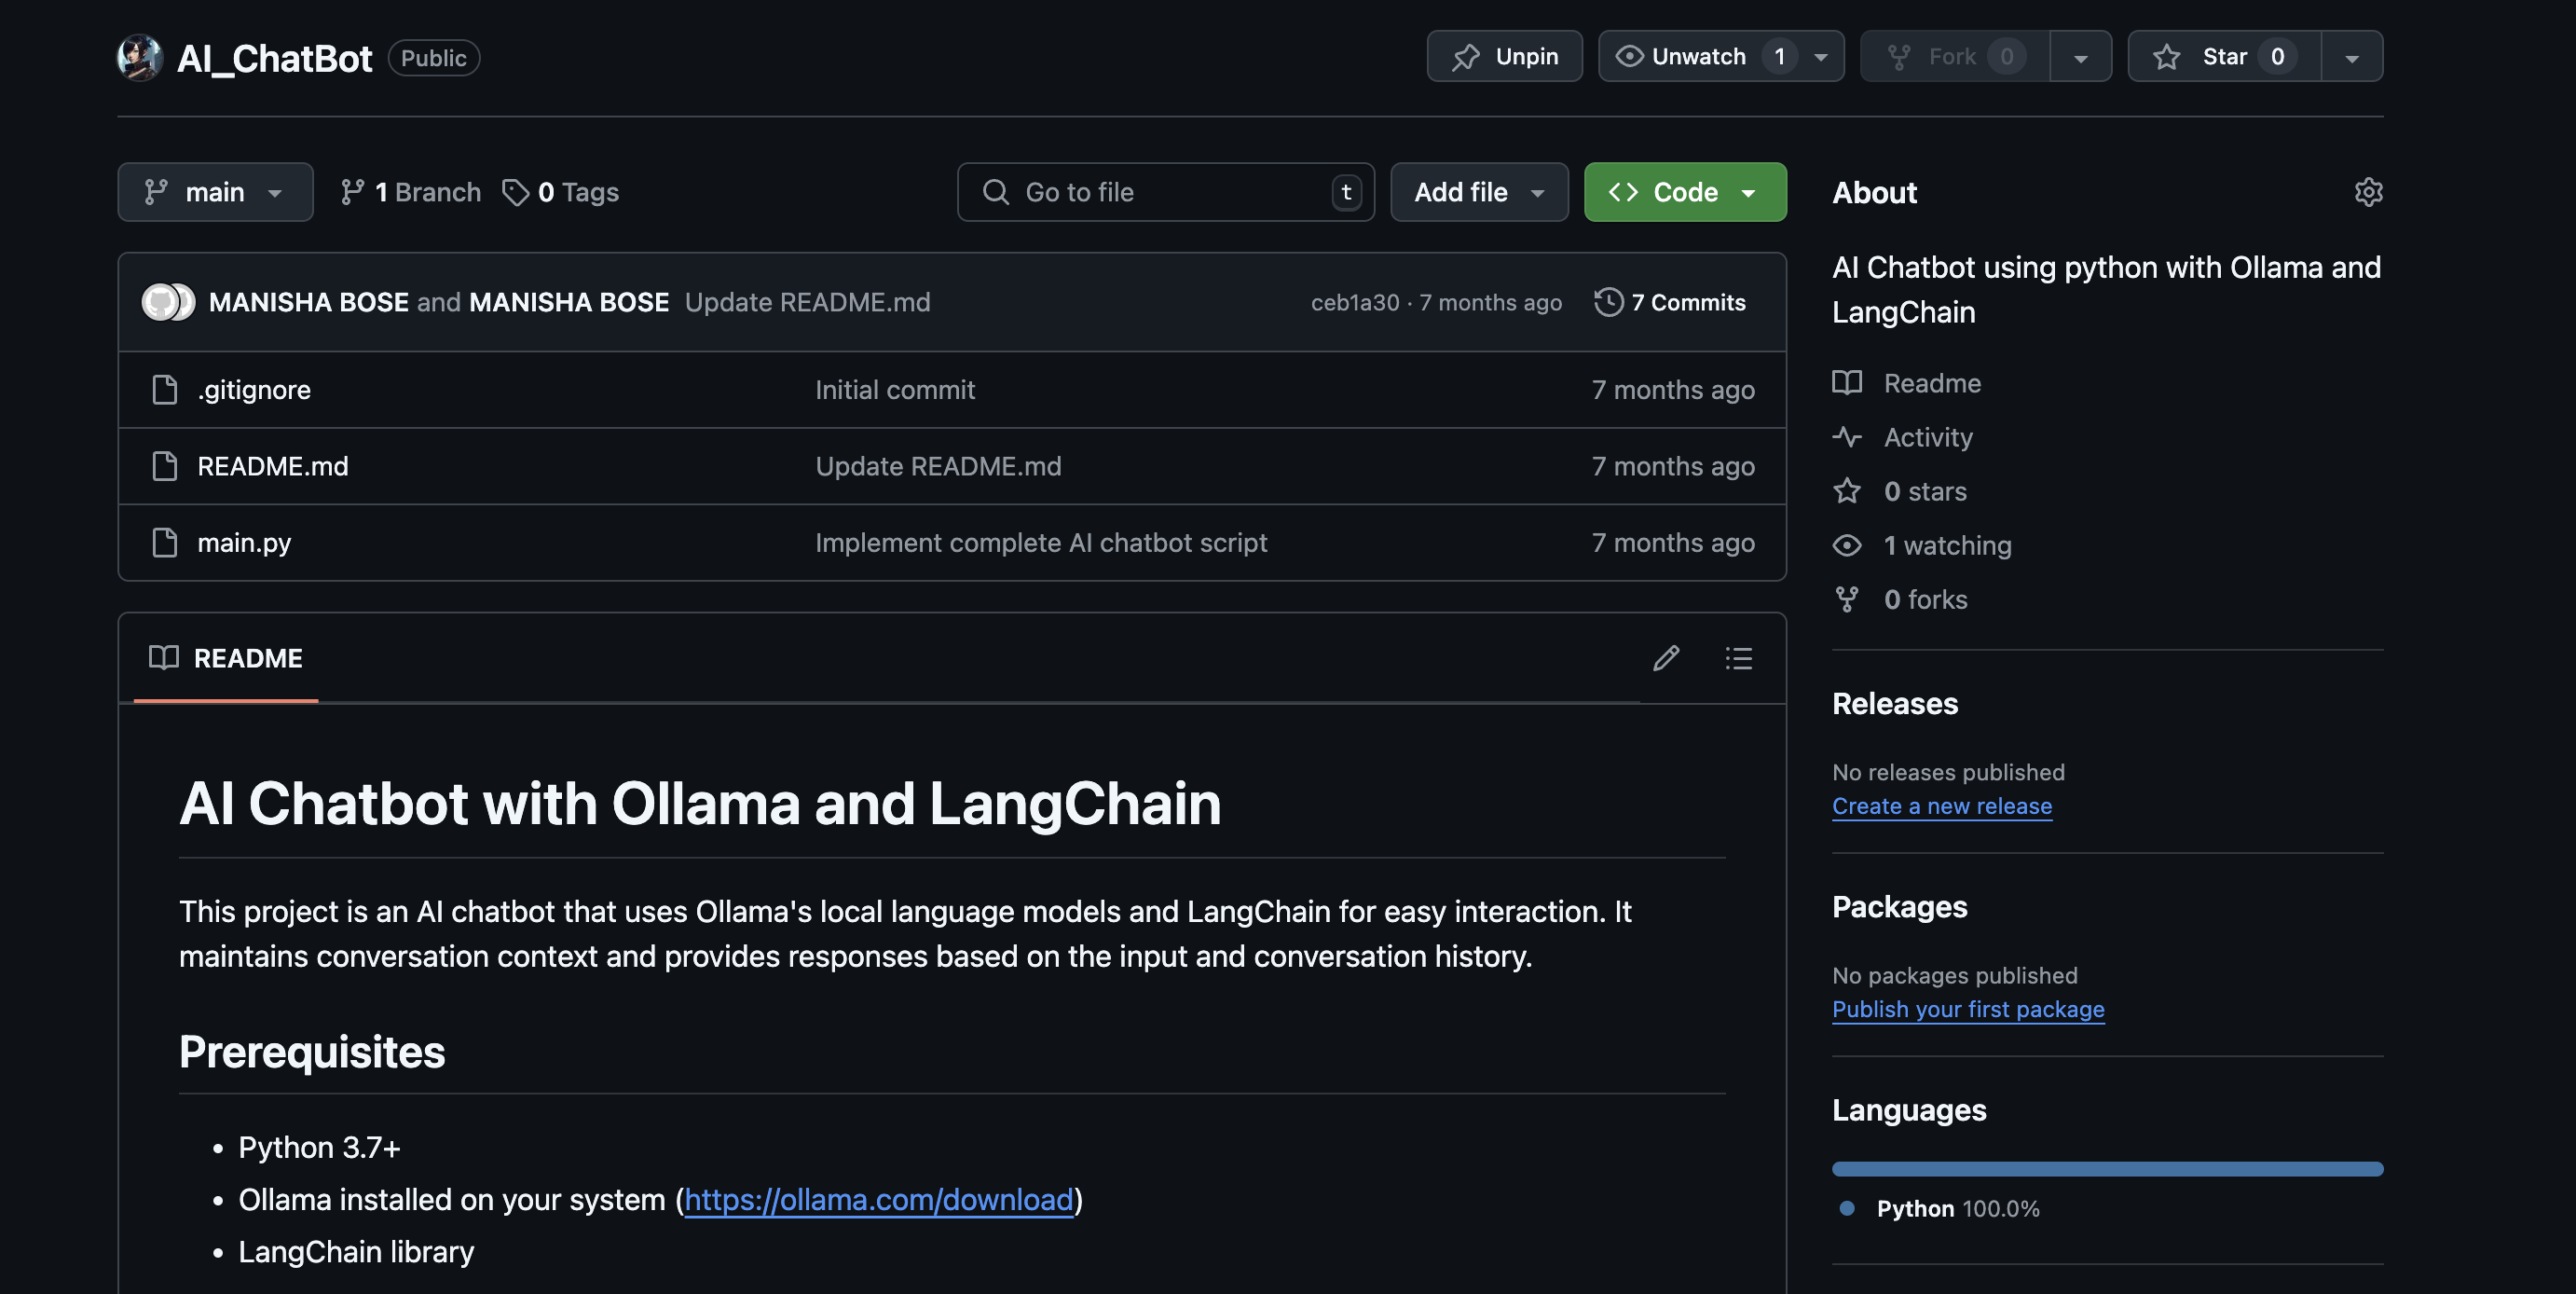 AI_ChatBot Public Unpin Unwatch 1 Fork 0 Star 0
main 1 Branch 0 Tags Go to file t Add file Code
MANISHA BOSE and MANISHA BOSE Update README.md ceb1a30 · 7 months ago 7 Commits
.gitignore Initial commit 7 months ago
README.md Update README.md 7 months ago
main.py Implement complete AI chatbot script 7 months ago
README
AI Chatbot with Ollama and LangChain
This project is an AI chatbot that uses Ollama's local language models and LangChain for easy interaction. It
maintains conversation context and provides responses based on the input and conversation history.
Prerequisites
• Python 3.7+
• Ollama installed on your system (https://ollama.com/download)
• LangChain library
About
AI Chatbot using python with Ollama and
LangChain
Readme
Activity
0 stars
1 watching
0 forks
Releases
No releases published
Create a new release
Packages
No packages published
Publish your first package
Languages
Python 100.0%